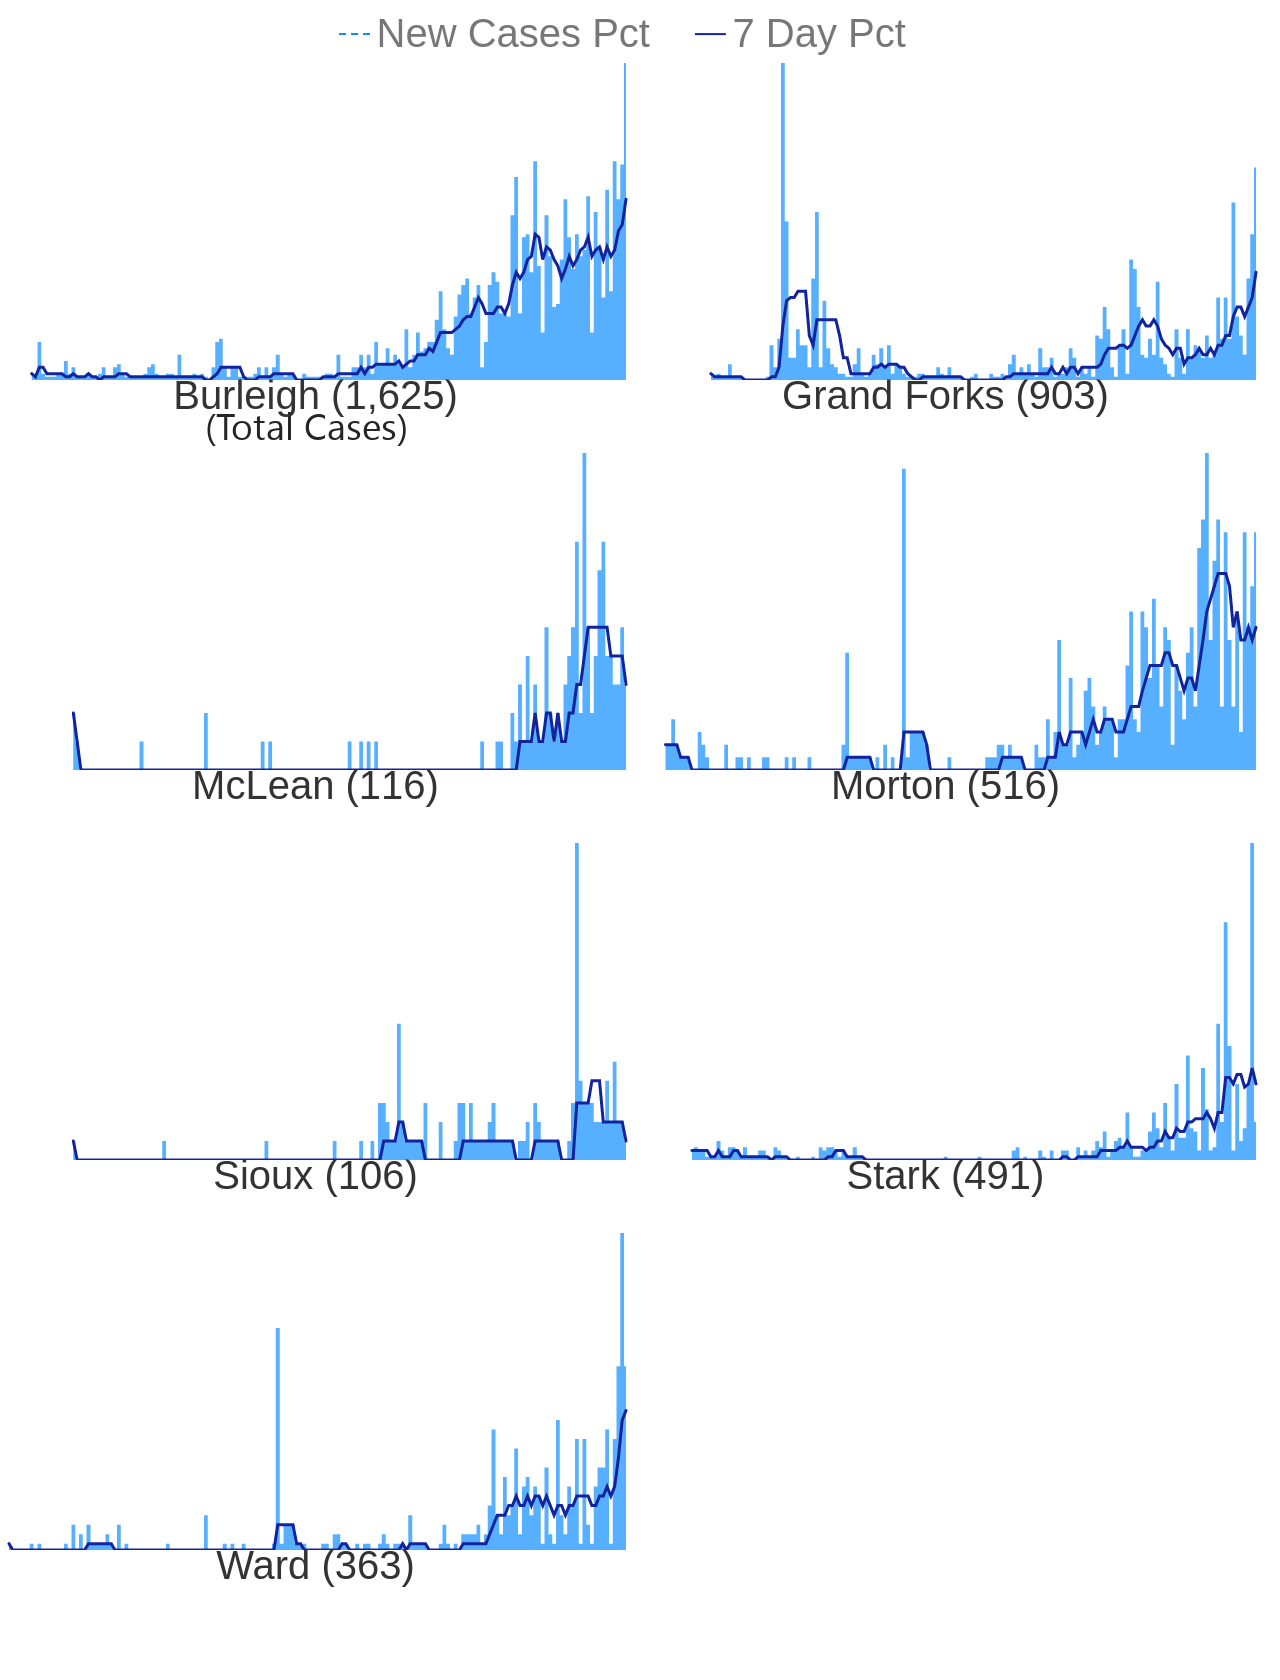 New Cases Pct 7 Day Pct
Burleigh (1,625)
(Total Cases)
Grand Forks (903)
McLean (116)
Morton (516)
Sioux (106)
Stark (491)
Ward (363)